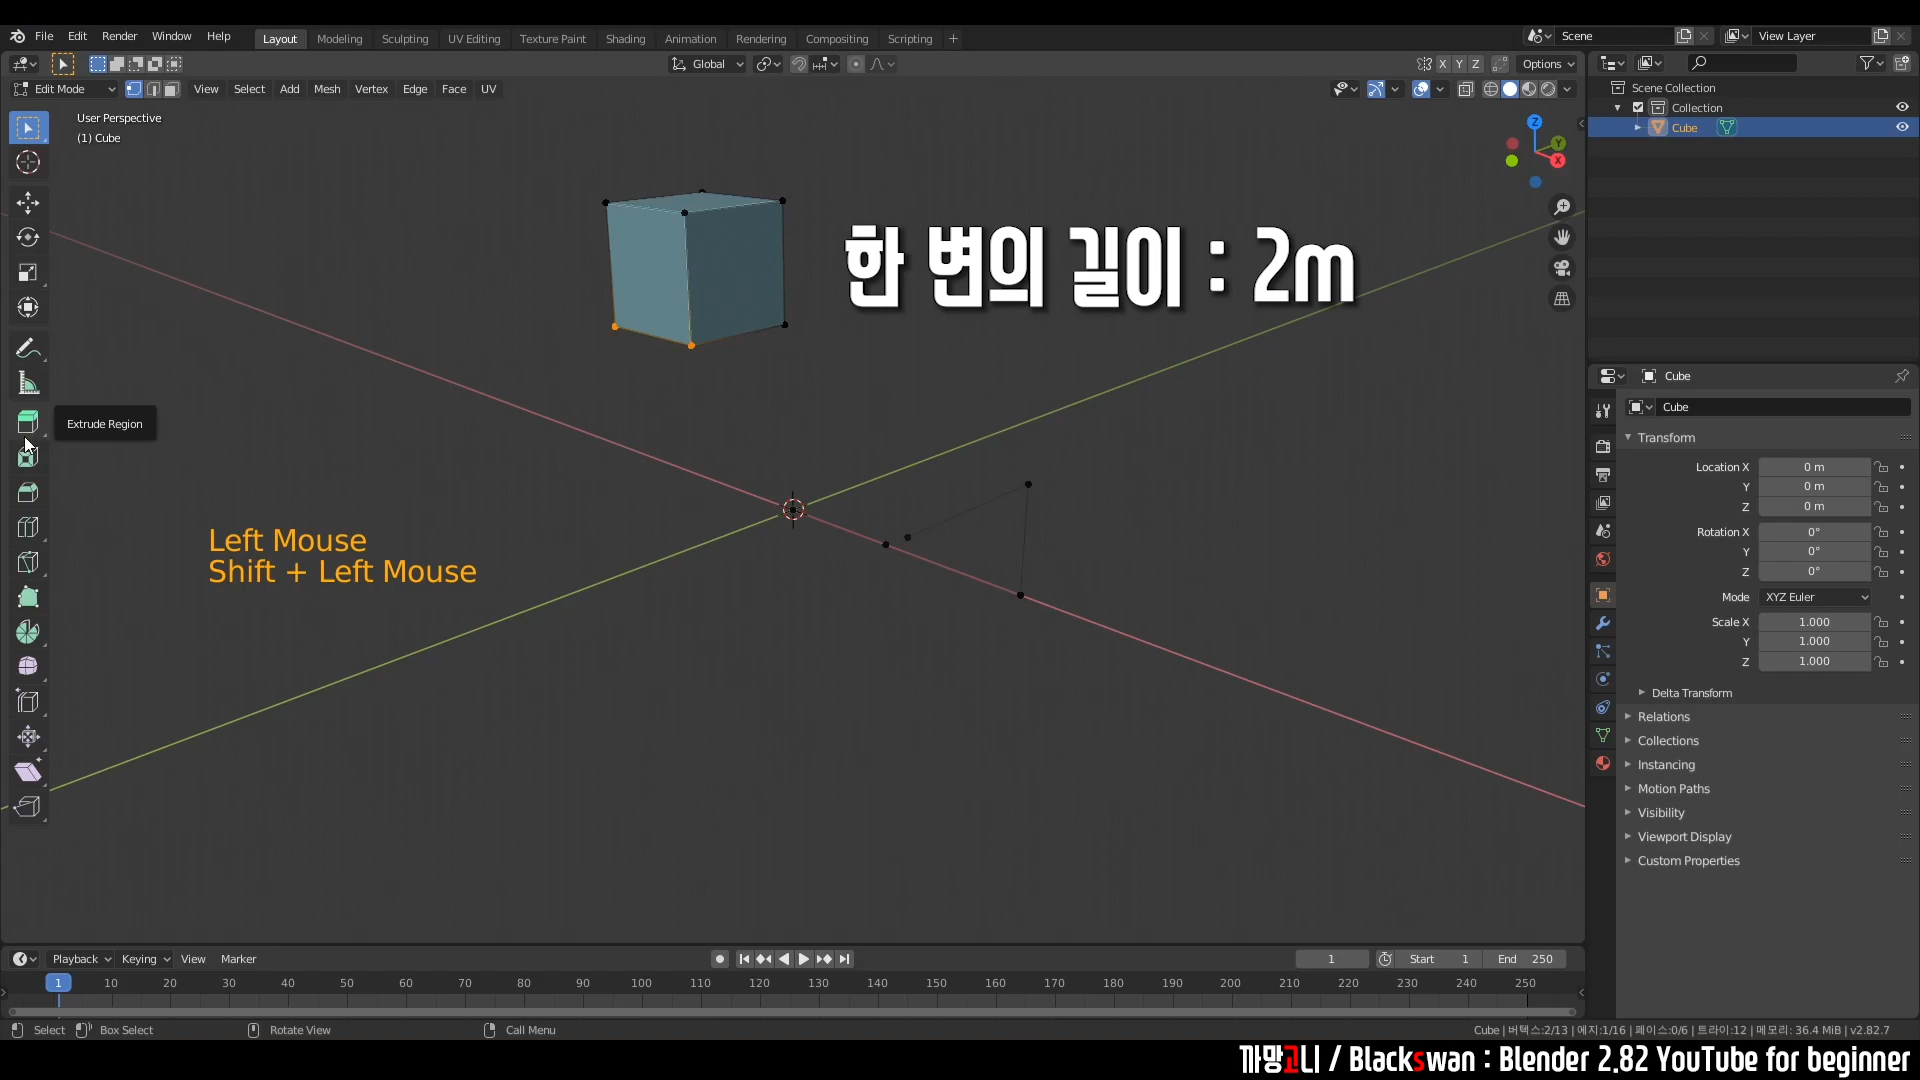 File Edit Render Window Help Layout Modeling Sculpting UV Editing Texture Paint Shading Animation Rendering Compositing Scripting + Scene View Layer
Global X Y Z Options
Edit Mode View Select Add Mesh Vertex Edge Face UV
Scene Collection
Collection
Cube
User Perspective
(1) Cube
Z
Y
X
한 변의 길이 : 2m
Extrude Region
Left Mouse
Shift + Left Mouse
Cube
Cube
Transform
Location X 0 m
Y 0 m
Z 0 m
Rotation X 0°
Y 0°
Z 0°
Mode XYZ Euler
Scale X 1.000
Y 1.000
Z 1.000
Delta Transform
Relations
Collections
Instancing
Motion Paths
Visibility
Viewport Display
Custom Properties
Playback Keying View Marker 1 Start 1 End 250
1 10 20 30 40 50 60 70 80 90 100 110 120 130 140 150 160 170 180 190 200 210 220 230 240 250
Select Box Select Rotate View Call Menu Cube | 버텍스:2/13 | 에지:1/16 | 페이스:0/6 | 트라이:12 | 메모리: 36.4 MiB | v2.82.7
까망고니 / Blackswan : Blender 2.82 YouTube for beginner